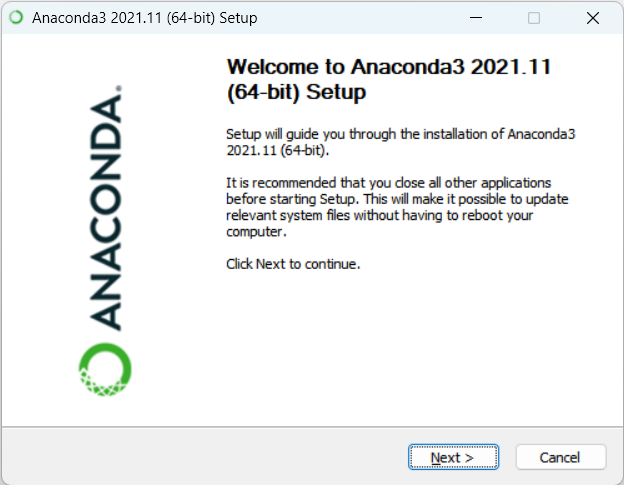 Anaconda3 2021.11 (64-bit) Setup
ANACONDA.
Welcome to Anaconda3 2021.11
(64-bit) Setup
Setup will guide you through the installation of Anaconda3
2021.11 (64-bit).
It is recommended that you close all other applications
before starting Setup. This will make it possible to update
relevant system files without having to reboot your
computer.
Click Next to continue.
Next >
Cancel